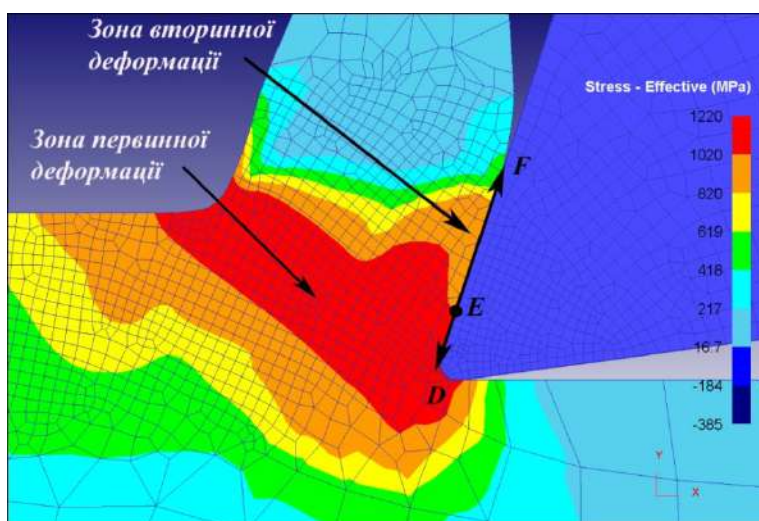 Зона вторинної
деформації
Зона первинної
деформації
Stress - Effective (MPa)
1220
1020
820
619
418
217
16.7
-184
-385
F
E
D
Y
X